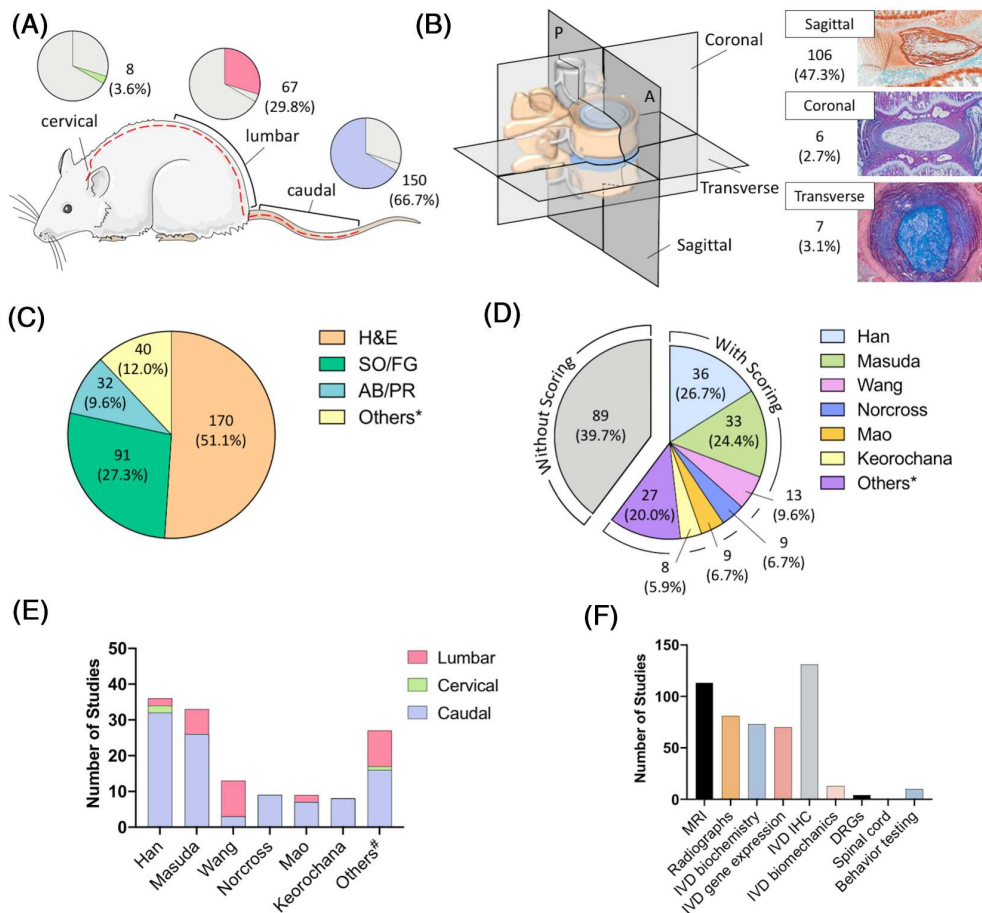 (A)
8
(3.6%)
cervical
67
(29.8%)
lumbar
150
(66.7%)
caudal
(B)
P
A
Coronal
Transverse
Sagittal
Sagittal
106
(47.3%)
Coronal
6
(2.7%)
Transverse
7
(3.1%)
(C)
40
(12.0%)
32
(9.6%)
91
(27.3%)
170
(51.1%)
H&E
SO/FG
AB/PR
Others*
(D)
Without Scoring
With Scoring
89
(39.7%)
36
(26.7%)
33
(24.4%)
13
(9.6%)
9
(6.7%)
9
(6.7%)
8
(5.9%)
27
(20.0%)
Han
Masuda
Wang
Norcross
Mao
Keorochana
Others*
(E)
Number of Studies
50
40
30
20
10
0
Han
Masuda
Wang
Norcross
Mao
Keorochana
Others#
Lumbar
Cervical
Caudal
(F)
Number of Studies
150
100
50
0
MRI
Radiographs
IVD biochemistry
IVD gene expression
IVD IHC
IVD biomechanics
DRGs
Spinal cord
Behavior testing